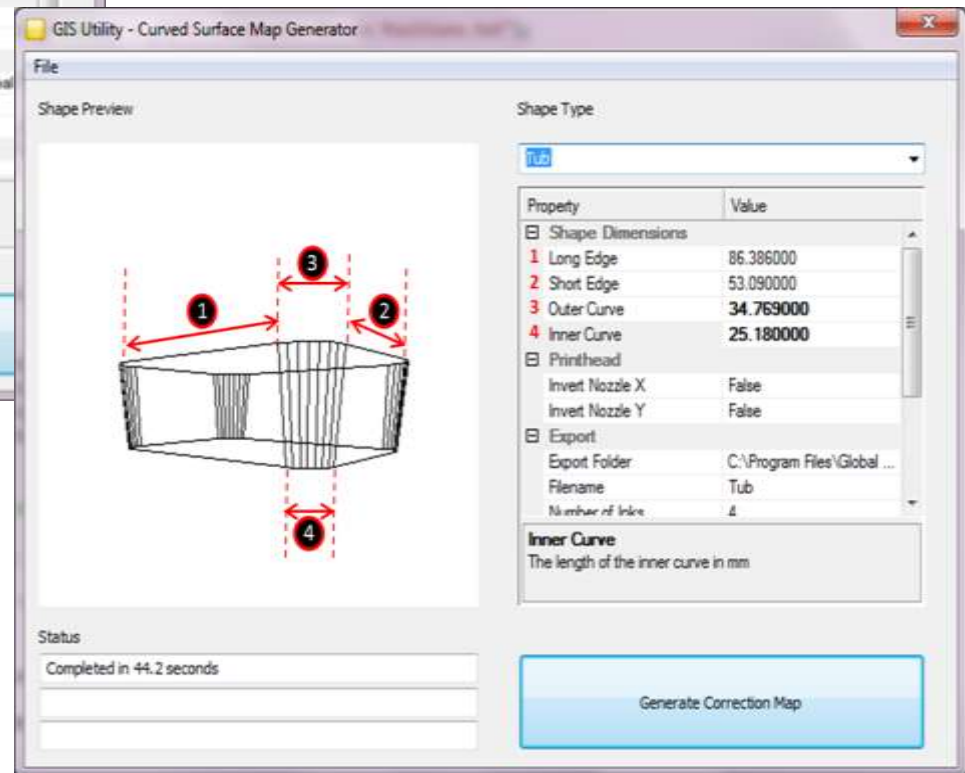 GIS Utility - Curved Surface Map Generator
File
Shape Preview
Shape Type
Tub
Property Value
Shape Dimensions
1 Long Edge 86.386000
2 Short Edge 53.090000
3 Outer Curve 34.769000
4 Inner Curve 25.180000
Printhead
Invert Nozzle X False
Invert Nozzle Y False
Export
Export Folder C:\Program Files\Global ...
Filename Tub
Number of Inks 4
Inner Curve
The length of the inner curve in mm
3
1
2
4
Status
Completed in 44.2 seconds
Generate Correction Map